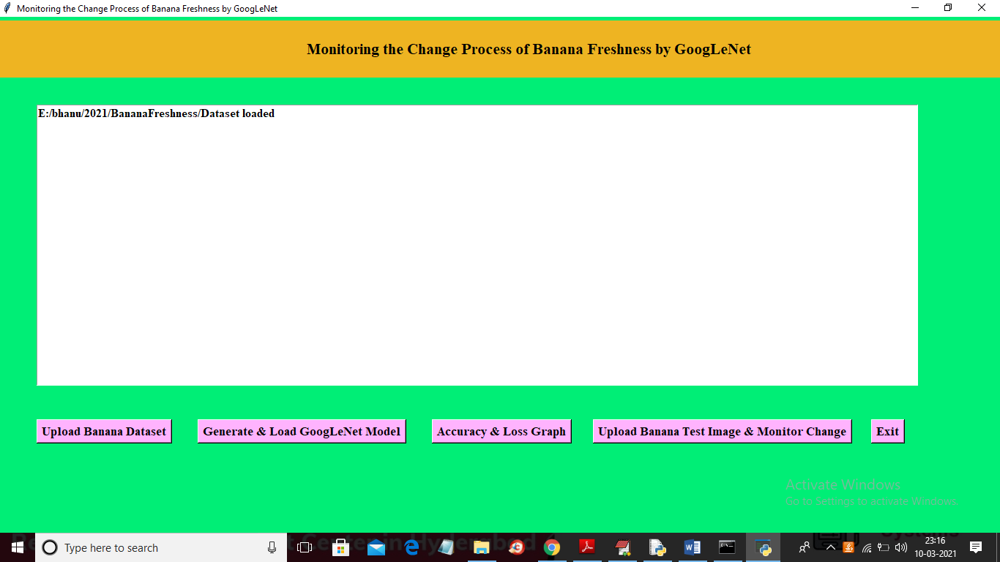 Monitoring the Change Process of Banana Freshness by GoogLeNet
Monitoring the Change Process of Banana Freshness by GoogLeNet
E:/bhanu/2021/BananaFreshness/Dataset loaded
Upload Banana Dataset
Generate & Load GoogLeNet Model
Accuracy & Loss Graph
Upload Banana Test Image & Monitor Change
Exit
Activate Windows
Go to Settings to activate Windows.
Type here to search
23:16
10-03-2021